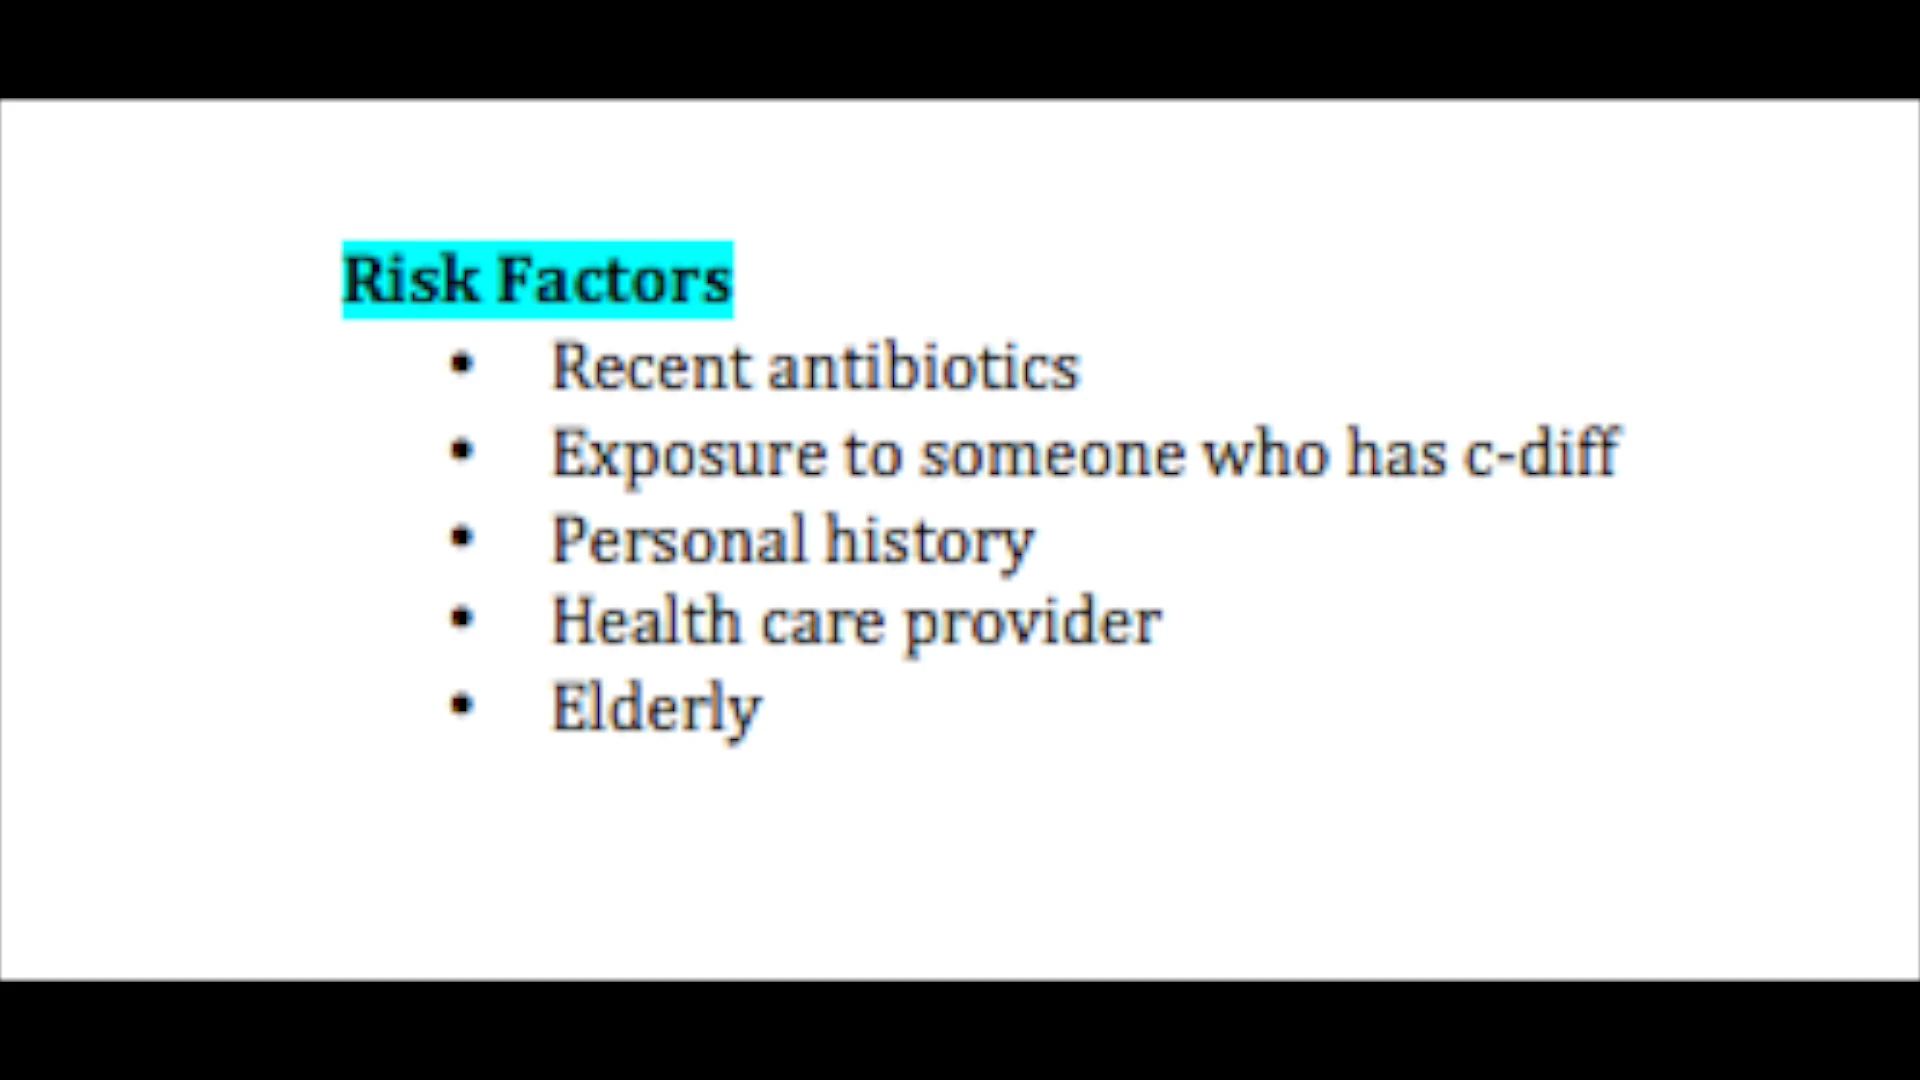 Risk Factors
• Recent antibiotics
• Exposure to someone who has c-diff
• Personal history
• Health care provider
• Elderly